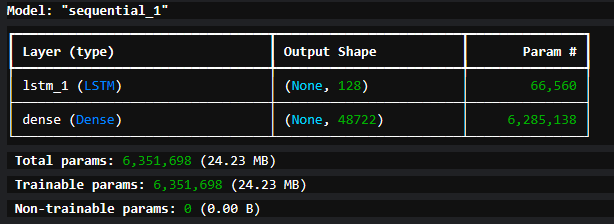 Model: "sequential_1"
Layer (type) Output Shape Param #
lstm_1 (LSTM) (None, 128) 66,560
dense (Dense) (None, 48722) 6,285,138
Total params: 6,351,698 (24.23 MB)
Trainable params: 6,351,698 (24.23 MB)
Non-trainable params: 0 (0.00 B)